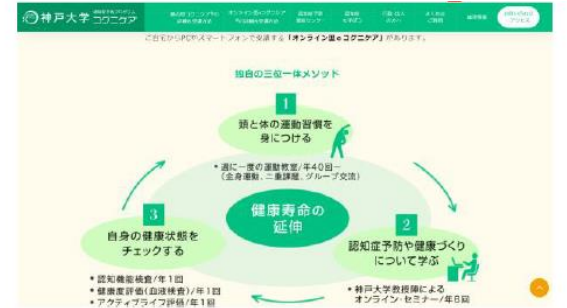 神戸大学 コグニケア
ご自宅からPCやスマートフォンで受講する「オンライン型eコグニケア」があります。
独自の三位一体メソッド
1
頭と体の運動習慣を
身につける
• 週に一度の運動教室/年40回~
(全身運動、二重課題、グループ交流)
健康寿命の
延伸
2
認知症予防や健康づくり
について学ぶ
• 神戸大学教授陣による
オンライン・セミナー/年8回
3
自身の健康状態を
チェックする
• 認知機能検査/年1回
• 健康度評価(血液検査)/年1回
• アクティブライフ評価/年1回